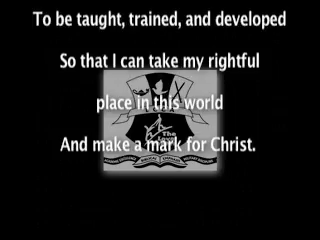 To be taught, trained, and developed
So that I can take my rightful
place in this world
And make a mark for Christ.
The